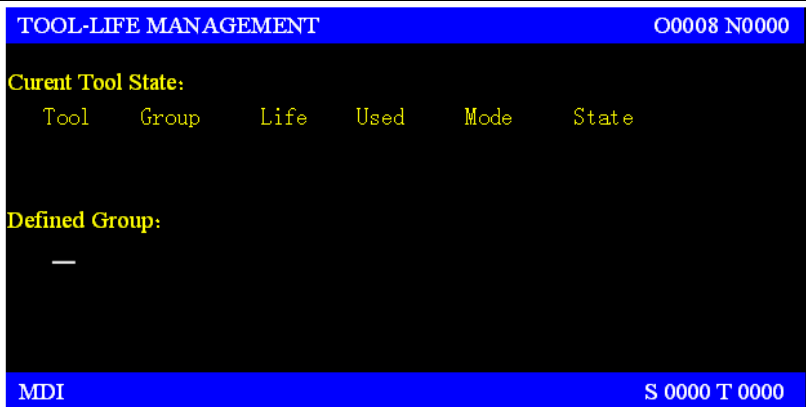 TOOL-LIFE MANAGEMENT O0008 N0000
Curent Tool State:
Tool Group Life Used Mode State
Defined Group:
MDI S 0000 T 0000